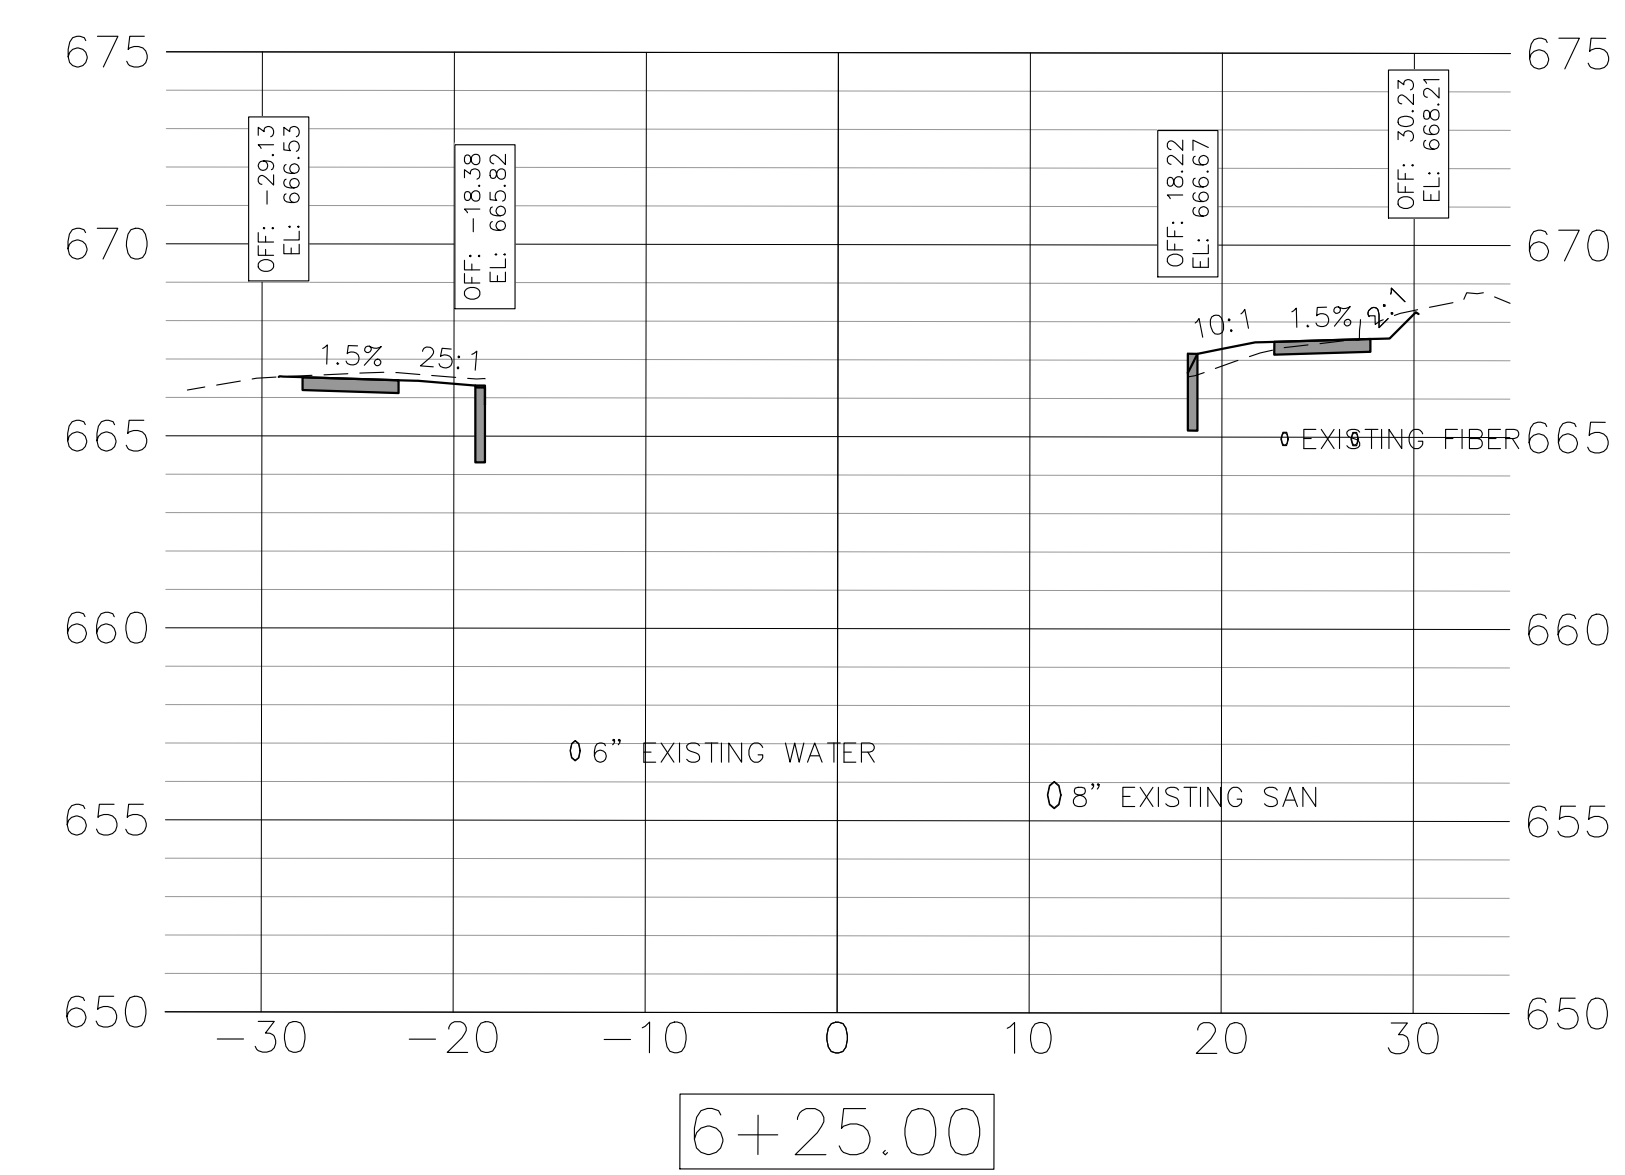 675
675
OFF: -29.13
EL: 666.53
OFF: -18.38
EL: 665.82
OFF: 18.22
EL: 666.67
OFF: 30.23
EL: 668.21
670
670
1.5%
25:1
10:1
1.5%
2:1
665
EXISTING FIBER
665
660
660
6” EXISTING WATER
8” EXISTING SAN
655
655
650
650
-30
-20
-10
0
10
20
30
6+25.00